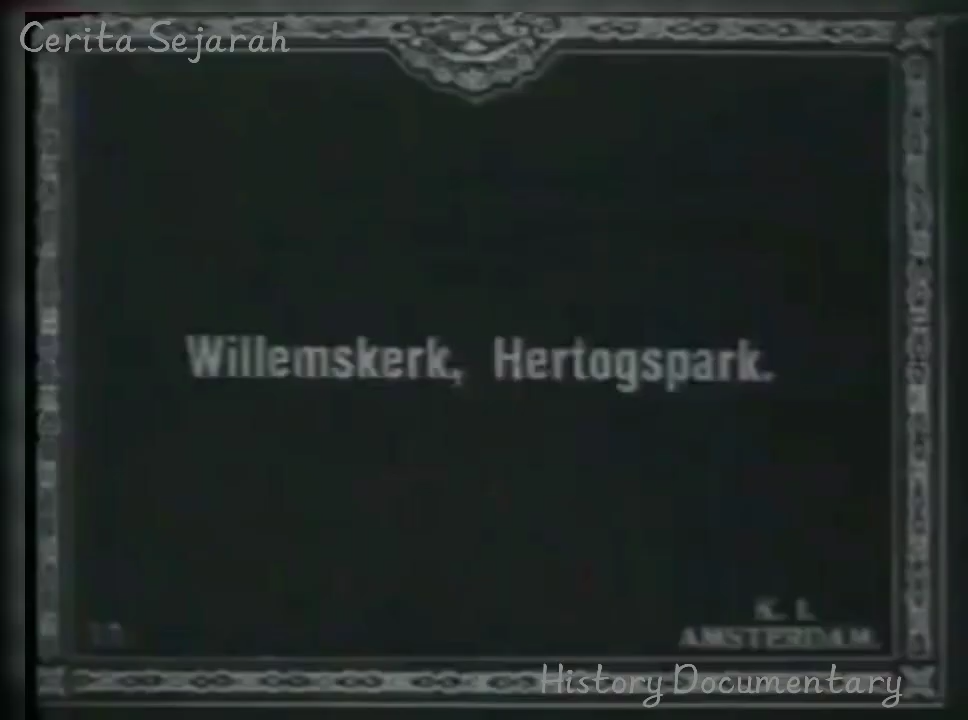 Cerita Sejarah
Willemskerk, Hertogspark.
K. I.
AMSTERDAM.
History Documentary